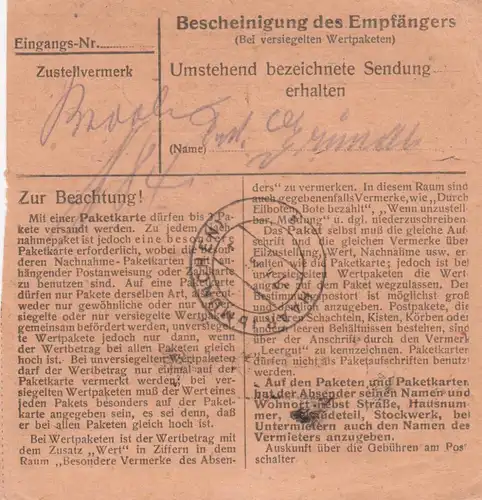 Eingangs-Nr.
Zustellvermerk
Bescheinigung des Empfängers
(Bei versiegelten Wertpaketen)
Umstehend bezeichnete Sendung
erhalten
(Name)
Zur Beachtung!
Mit einer Paketkarte dürfen bis 3 Pa-
kete versandt werden. Zu jedem
nahmepaket ist jedoch eine besondere
Paketkarte erforderlich, wobei die
deren Nachnahme-Paketkarten
hängender Postanweisung oder
zu benutzen sind. Auf eine Paket-
karte dürfen nur Pakete derselben Art, also
weder nur gewöhnliche oder nur
siegelte oder nur versiegelte Wertpakete
gemeinsam befördert werden, unversie-
gelte Wertpakete jedoch nur dann, wenn
der Wertbetrag bei allen Paketen gleich
hoch ist. Bei unversiegelten Wertpaketen
darf der Wertbetrag nur einmal auf der
Paketkarte vermerkt werden; bei ver-
siegelten Wertpaketen muß der Wert eines
jeden Pakets besonders auf der Paket-
karte angegeben sein, es sei denn, daß
er bei allen Paketen gleich hoch ist.
Bei Wertpaketen ist der Wertbetrag mit
dem Zusatz „Wert" in Ziffern in dem
Raum „Besondere Vermerke des Absen-
ders" zu vermerken. In diesem Raum sind
auch gegebenenfalls Vermerke, wie „Durch
Eilboten, Bote bezahlt", „Wenn unzustell-
bar, Meldung" u. dgl. niederzuschreiben
Das Paket selbst muß die gleiche Auf-
schrift und die gleichen Vermerke über
Eilzustellung, Wert, Nachnahme usw. er-
wie die Paketkarte; jedoch ist bei
unversiegelten Wertpaketen die Wert-
auf dem Paket wegzulassen. Der
Bestimmungspostort ist möglichst groß
und anzugeben. Postpakete, die
aus Schachteln, Kisten, Körben oder
leeren Behältnissen bestehen, sind
über der Anschrift durch den Vermerk
„Leergut" zu kennzeichnen. Paketkarten
dürfen nicht als Paketaufschriften benutzt
werden.
Auf den Paketen und Paketkarten
hat der Absender seinen Namen und
Wohnort nebst Straße, Hausnum-
mer, Gebäudeteil, Stockwerk, bei
Untermietern auch den Namen des
Vermieters anzugeben.
Auskunft über die Gebühren am Post
schalter